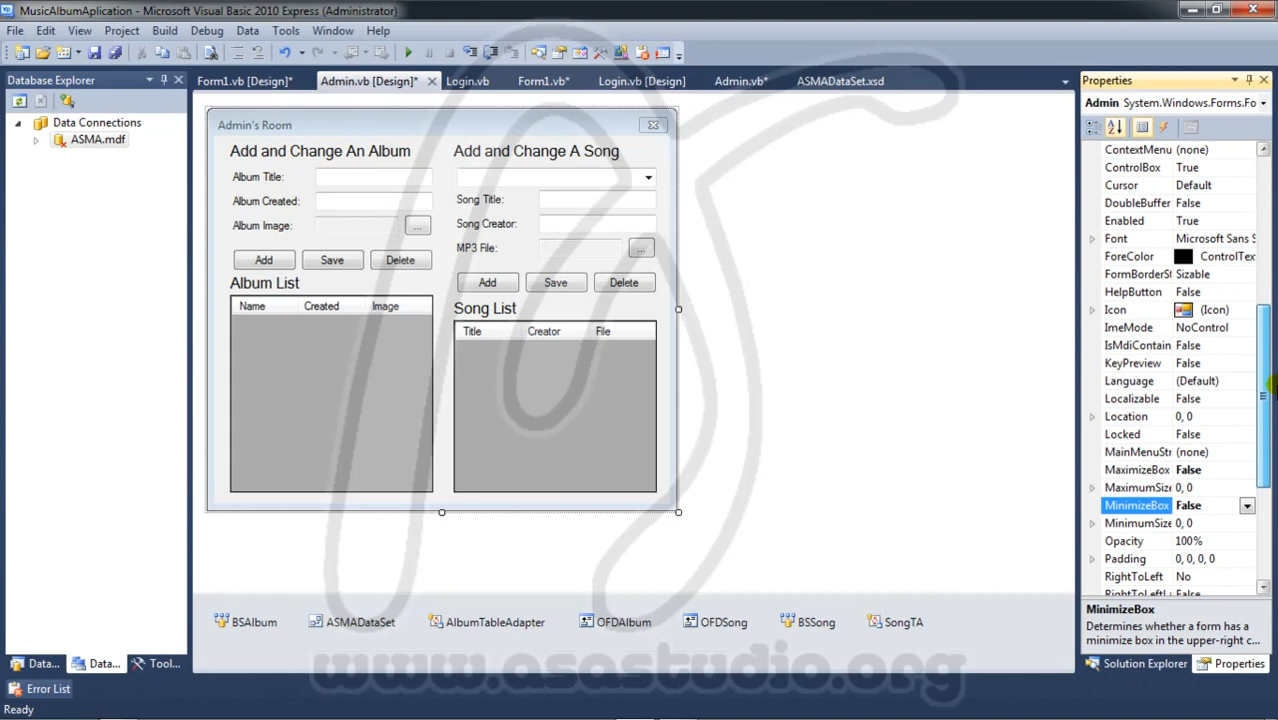 MusicAlbumAplication - Microsoft Visual Basic 2010 Express (Administrator)
File Edit View Project Build Debug Data Tools Window Help
Database Explorer
Form1.vb [Design]* Admin.vb [Design]* Login.vb Form1.vb* Login.vb [Design] Admin.vb* ASMADataSet.xsd
Data Connections
ASMA.mdf
Admin's Room
Add and Change An Album
Album Title:
Album Created:
Album Image: ...
Add Save Delete
Album List
Name Created Image
Add and Change A Song
Song Title:
Song Creator:
MP3 File: ...
Add Save Delete
Song List
Title Creator File
BSAlbum ASMADataSet AlbumTableAdapter OFDAlbum OFDSong BSSong SongTA
Properties
Admin System.Windows.Forms.Fo
ContextMenu (none)
ControlBox True
Cursor Default
DoubleBuffer False
Enabled True
Font Microsoft Sans S
ForeColor ControlText
FormBorderSt Sizable
HelpButton False
Icon (Icon)
ImeMode NoControl
IsMdiContain False
KeyPreview False
Language (Default)
Localizable False
Location 0, 0
Locked False
MainMenuStr (none)
MaximizeBox False
MaximumSize 0, 0
MinimizeBox False
MinimumSize 0, 0
Opacity 100%
Padding 0, 0, 0, 0
RightToLeft No
RightToLeftL False
MinimizeBox
Determines whether a form has a
minimize box in the upper-right c...
Data... Data... Tool...
Solution Explorer Properties
Error List
Ready
www.asastudio.org